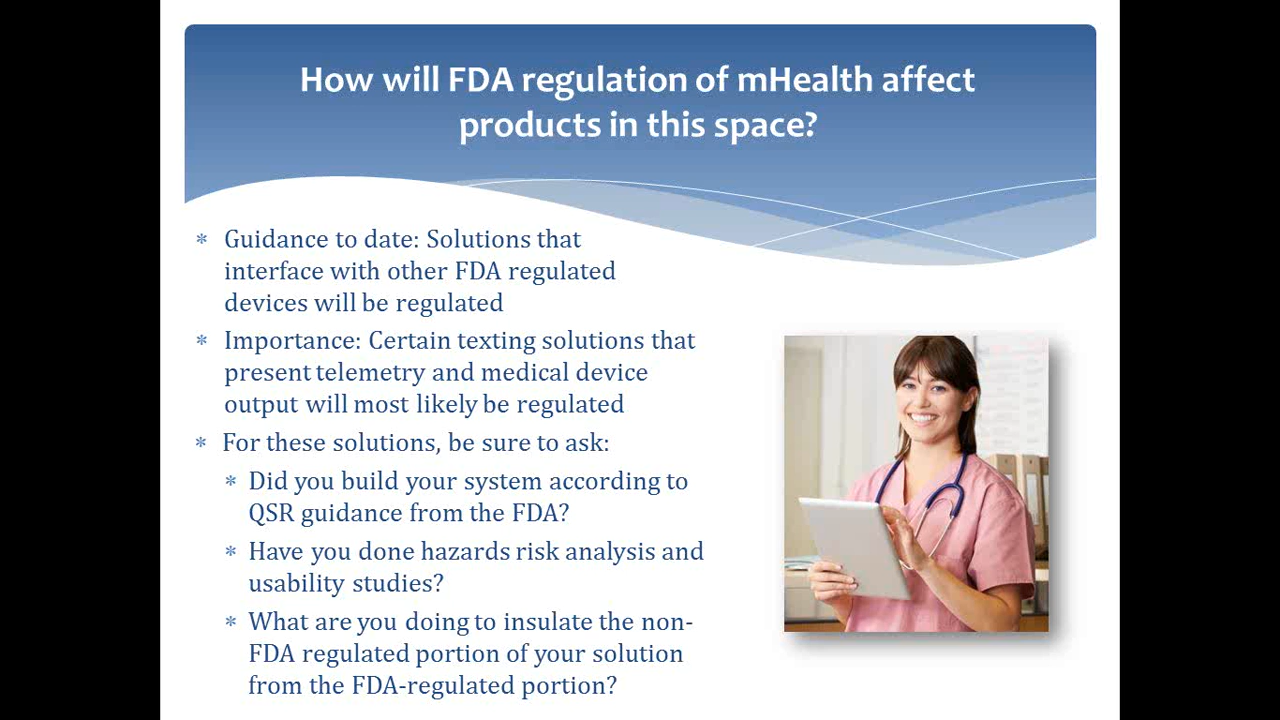 How will FDA regulation of mHealth affect
products in this space?
* Guidance to date: Solutions that
interface with other FDA regulated
devices will be regulated
* Importance: Certain texting solutions that
present telemetry and medical device
output will most likely be regulated
* For these solutions, be sure to ask:
* Did you build your system according to
QSR guidance from the FDA?
* Have you done hazards risk analysis and
usability studies?
* What are you doing to insulate the non-
FDA regulated portion of your solution
from the FDA-regulated portion?